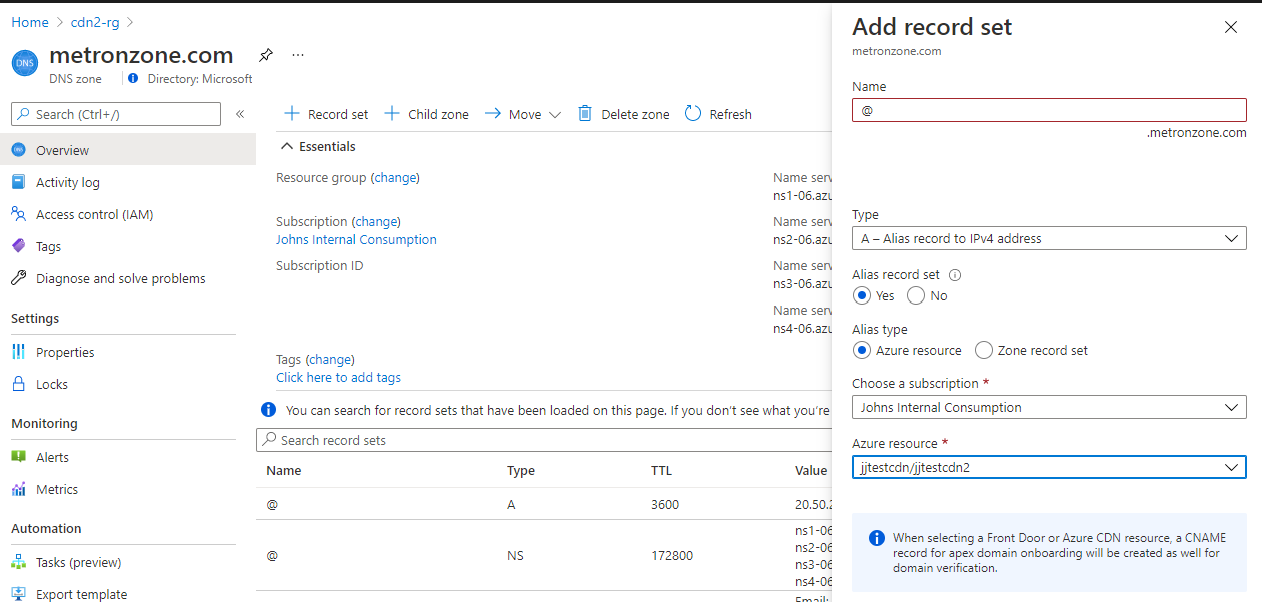 Home > cdn2-rg >
metronzone.com
DNS
DNS zone
Directory: Microsoft
Search (Ctrl+/)
Overview
Activity log
Access control (IAM)
Tags
Diagnose and solve problems
Settings
Properties
Locks
Monitoring
Alerts
Metrics
Automation
Tasks (preview)
Export template
Record set
Child zone
Move
Delete zone
Refresh
Essentials
Resource group (change)
Subscription (change)
Johns Internal Consumption
Subscription ID
Tags (change)
Click here to add tags
Name serv
ns1-06.azu
Name serv
ns2-06.azu
Name serv
ns3-06.azu
Name serv
ns4-06.azu
You can search for record sets that have been loaded on this page. If you don't see what you're
Search record sets
Name Type TTL Value
@ A 3600 20.50.2
@ NS 172800 ns1-06
ns2-06
ns3-06
ns4-06
Email:
Add record set
metronzone.com
Name
@
.metronzone.com
Type
A – Alias record to IPv4 address
Alias record set
Yes No
Alias type
Azure resource Zone record set
Choose a subscription *
Johns Internal Consumption
Azure resource *
jjtestcdn/jjtestcdn2
When selecting a Front Door or Azure CDN resource, a CNAME
record for apex domain onboarding will be created as well for
domain verification.